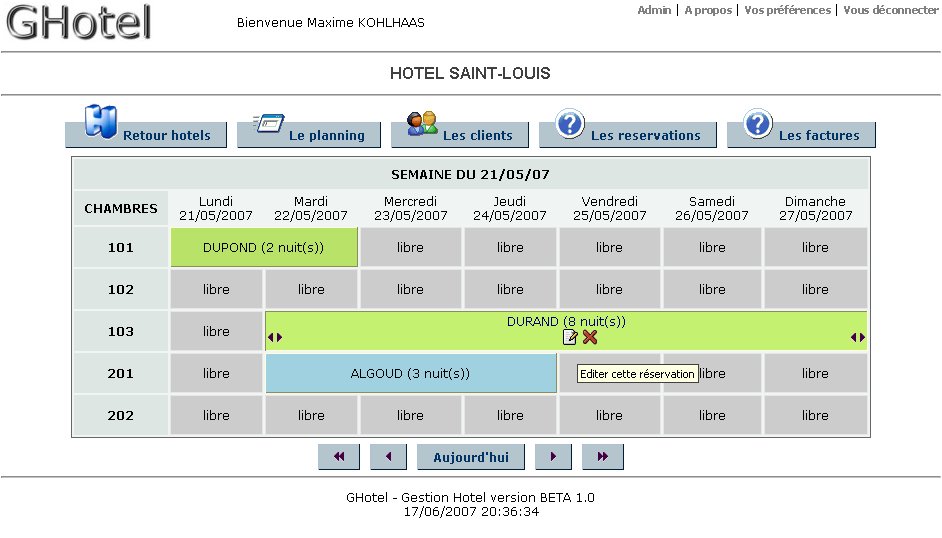 GHotel
Bienvenue Maxime KOHLHAAS
Admin | A propos | Vos préférences | Vous déconnecter
HOTEL SAINT-LOUIS
Retour hotels Le planning Les clients Les reservations Les factures
SEMAINE DU 21/05/07
CHAMBRES Lundi 21/05/2007 Mardi 22/05/2007 Mercredi 23/05/2007 Jeudi 24/05/2007 Vendredi 25/05/2007 Samedi 26/05/2007 Dimanche 27/05/2007
101 DUPOND (2 nuit(s)) libre libre libre libre libre
102 libre libre libre libre libre libre libre
103 libre DURAND (8 nuit(s))
201 libre ALGOUD (3 nuit(s)) Editer cette réservation libre libre
202 libre libre libre libre libre libre libre
Aujourd'hui
GHotel - Gestion Hotel version BETA 1.0
17/06/2007 20:36:34